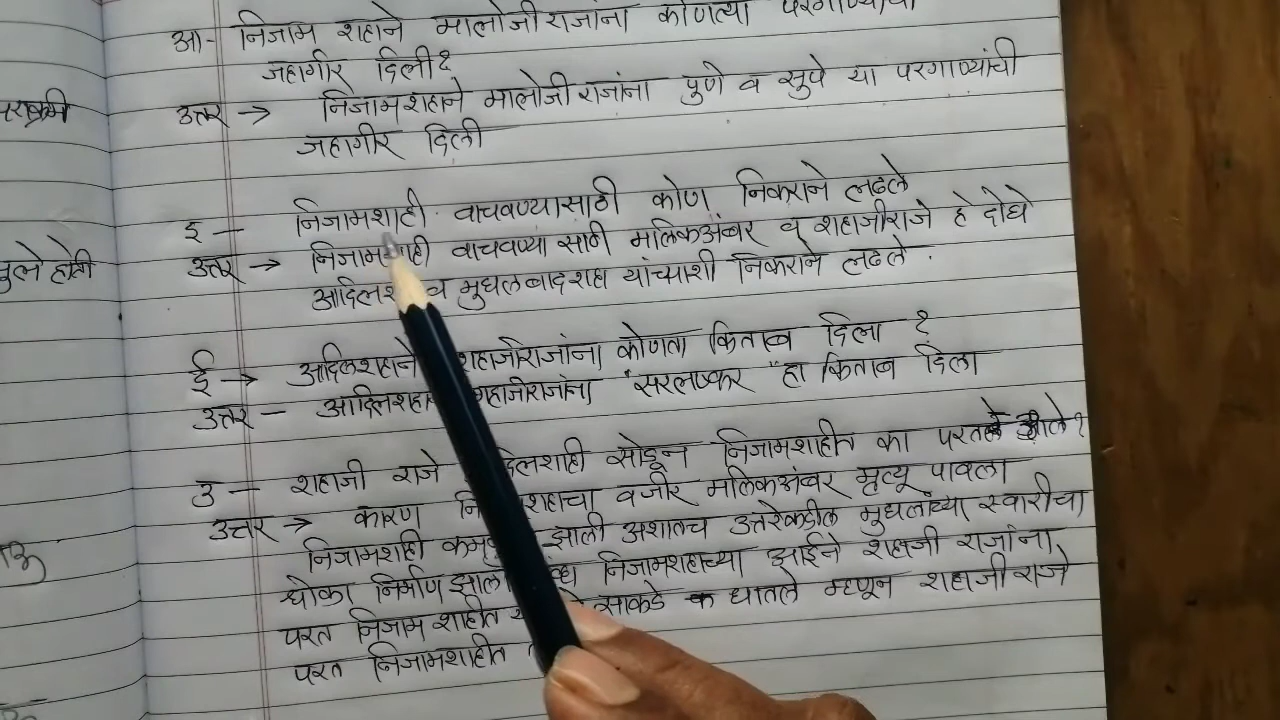 पराक्रमी
होती
आ- निजाम शहाने मालोजीराजांना कोणत्या
जहागीर दिली?
उत्तर → निजामशहाने मालोजीराजांना पुणे व सुपे या परगाण्यांची
जहागीर दिली
इ - निजामशाही वाचवण्यासाठी कोण निकराने लढले
उत्तर → निजामशाही वाचवण्या साठी मलिकअंबर व शहाजीराजे हे दोघे
व मुघलबादशहा यांच्याशी निकराने लढले.
ई → आदिलशहाने शहाजीराजांना कोणता किताब दिला ?
उत्तर - "सरलष्कर" हा किताब दिला
उ - शहाजी राजे सोडून निजामशाहीत का परतले
उत्तर → कारण वजीर मलिकअंबर मृत्यू पावला
निजामशाही झाली अशातच उत्तरेकडील मुघलांच्या स्वारीचा
धोका निर्माण निजामशहाच्या आईने शहाजी राजांना
परत निजाम शाहीत साकडे घातले म्हणून शहाजीराजे
परत निजामशाहीत